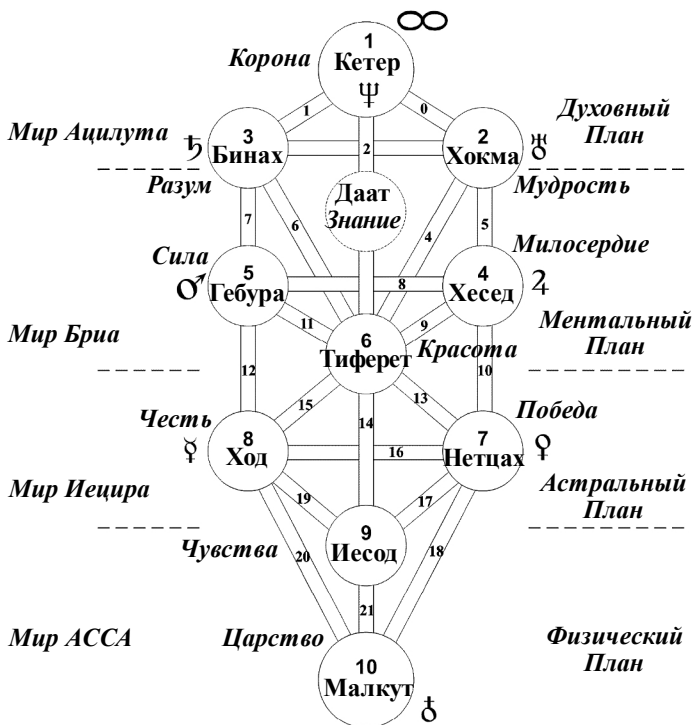 ∞
1
Корона
Кетер
♆
1
0
Мир Ацилута
Духовный
План
♄
3
Бинах
2
2
Хокма
♅
Разум
Мудрость
Даат
Знание
7
6
4
5
Сила
Милосердие
♂
5
Гебура
8
4
Хесед
♃
Мир Бриа
11
9
Ментальный
План
6
Тиферет
Красота
12
10
15
13
Честь
Победа
14
☿
8
Ход
16
7
Нетцах
♀
Мир Иецира
19
17
Астральный
План
Чувства
9
Иесод
20
18
21
Мир АССА
Царство
Физический
План
10
Малкут
♁